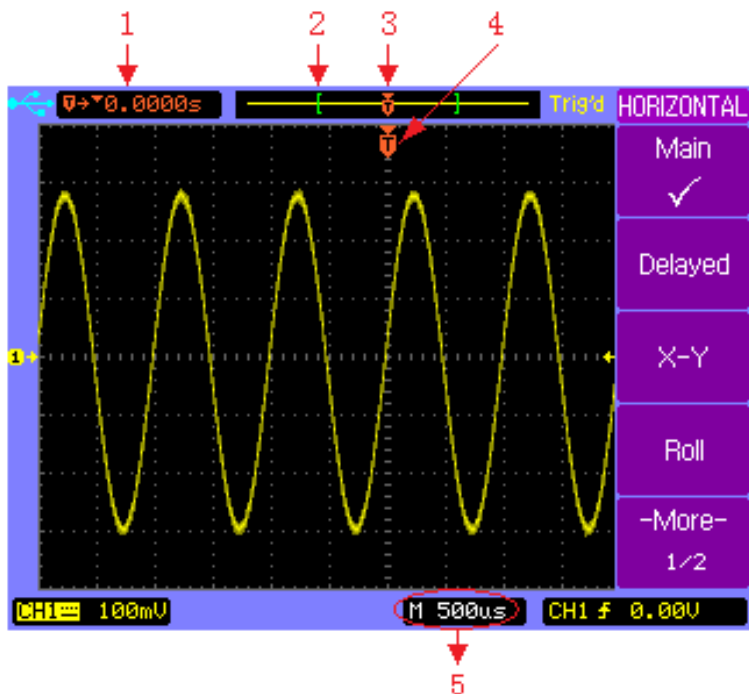 1 2 3 4
T→▼0.0000s T Trig'd HORIZONTAL
T
Main
✓
Delayed
1
X-Y
Roll
-More-
1/2
CH1 100mV M 500us CH1 0.00V
5